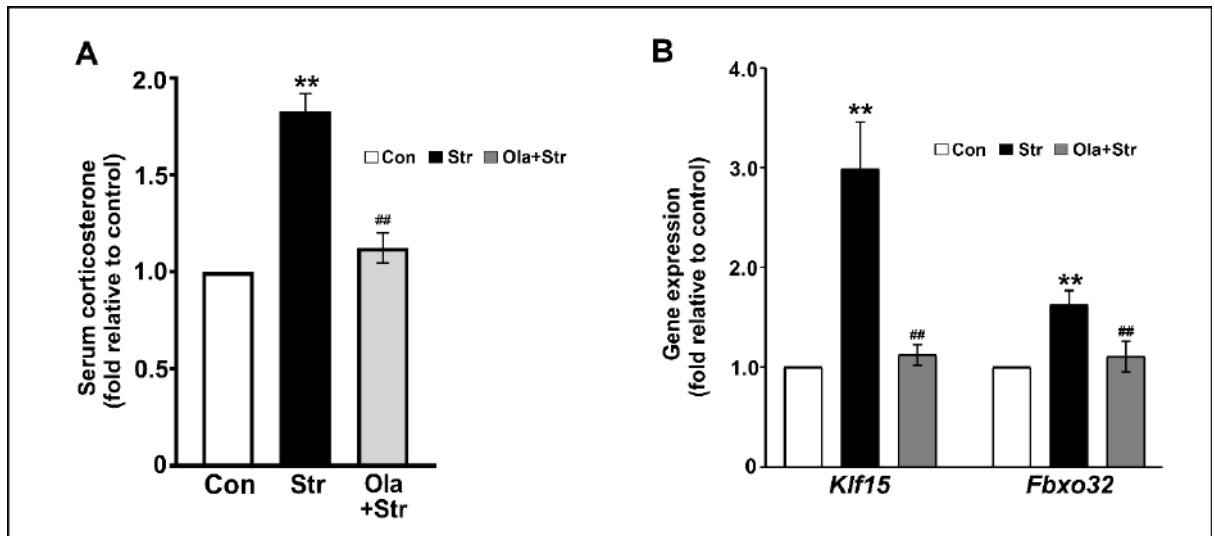 A
Serum corticosterone
(fold relative to control)
2.0
1.5
1.0
0.5
0
**
##
Con Str Ola+Str
Con
Str
Ola
+Str
B
Gene expression
(fold relative to control)
4.0
3.0
2.0
1.0
0
**
##
**
##
Con Str Ola+Str
Klf15
Fbxo32